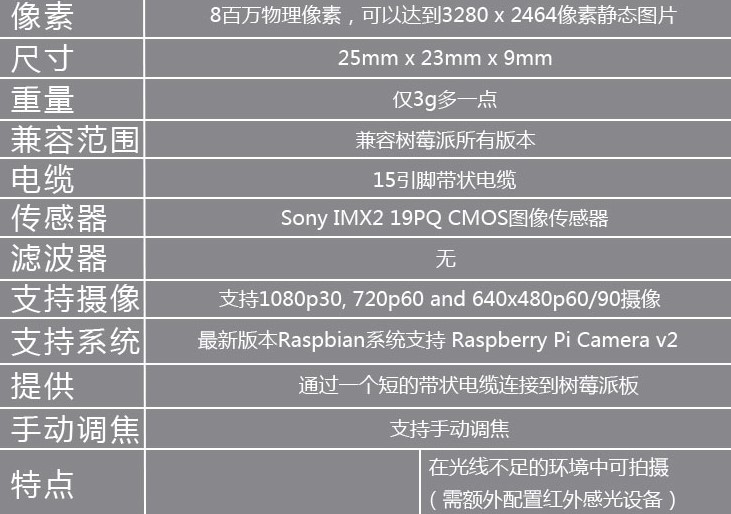 像素 8百万物理像素，可以达到3280 x 2464像素静态图片
尺寸 25mm x 23mm x 9mm
重量 仅3g多一点
兼容范围 兼容树莓派所有版本
电缆 15引脚带状电缆
传感器 Sony IMX2 19PQ CMOS图像传感器
滤波器 无
支持摄像 支持1080p30, 720p60 and 640x480p60/90摄像
支持系统 最新版本Raspbian系统支持 Raspberry Pi Camera v2
提供 通过一个短的带状电缆连接到树莓派板
手动调焦 支持手动调焦
特点 在光线不足的环境中可拍摄
（需额外配置红外感光设备）